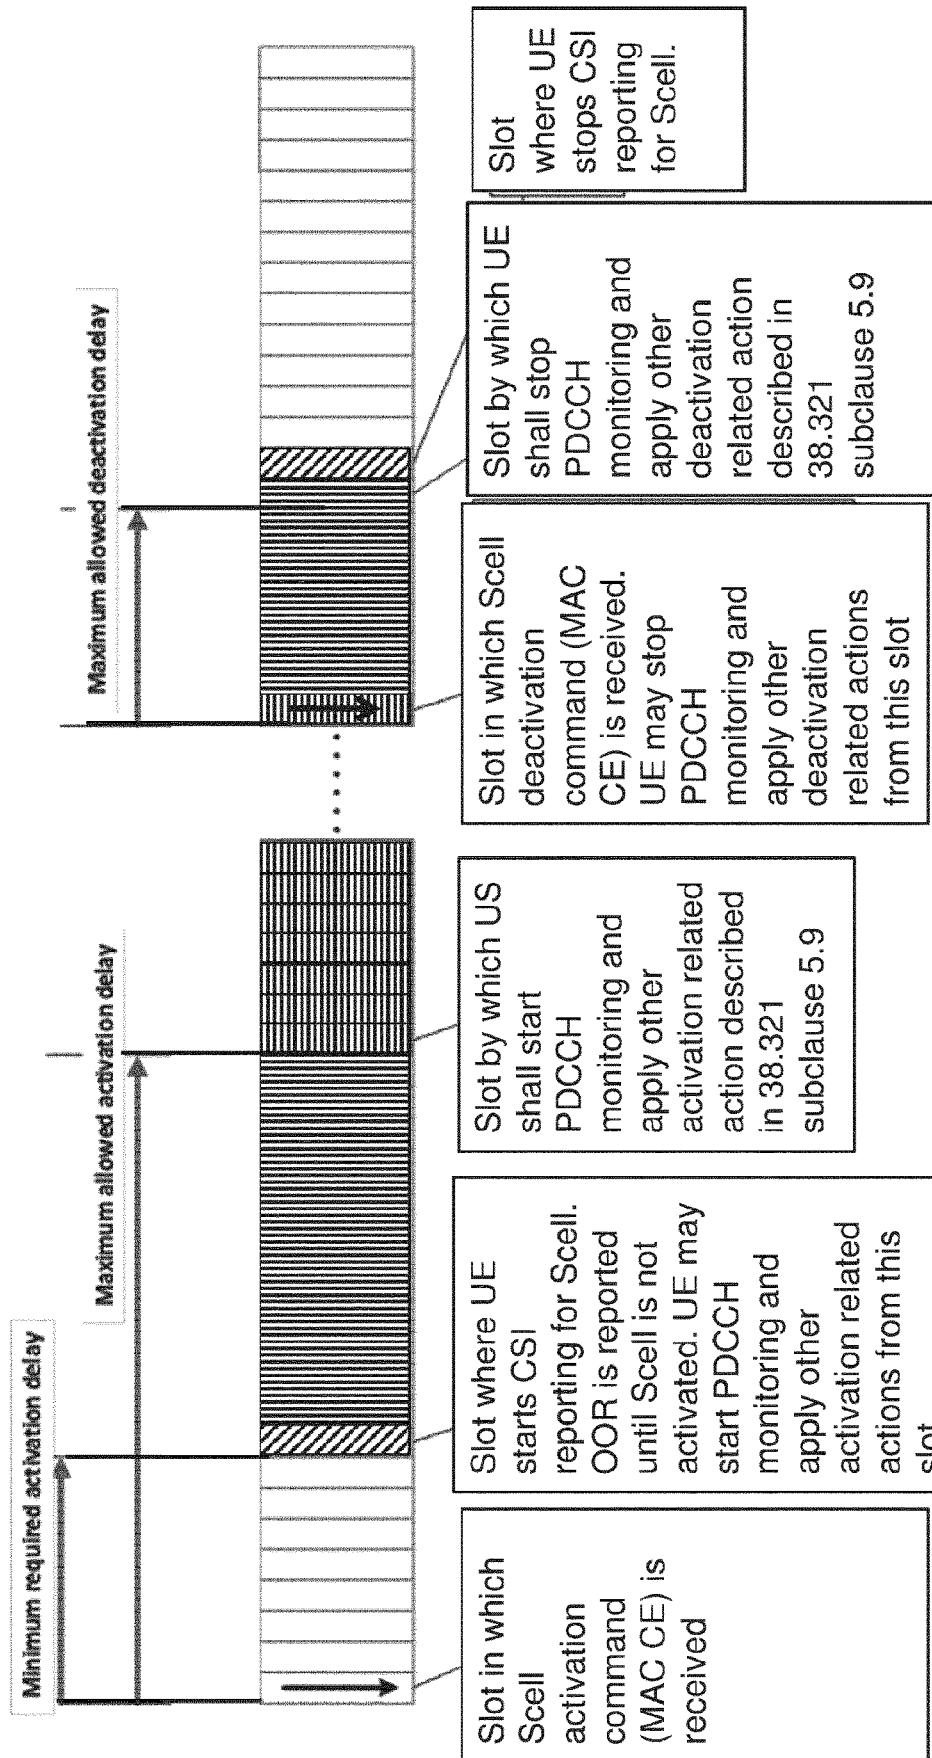 Minimum required activation delay
Maximum allowed activation delay
Maximum allowed deactivation delay
Slot in which
Scell
activation
command
(MAC CE) is
received
Slot where UE
starts CSI
reporting for Scell.
OOR is reported
until Scell is not
activated. UE may
start PDCCH
monitoring and
apply other
activation related
actions from this
slot
Slot by which US
shall start
PDCCH
monitoring and
apply other
activation related
action described
in 38.321
subclause 5.9
Slot in which Scell
deactivation
command (MAC
CE) is received.
UE may stop
PDCCH
monitoring and
apply other
deactivation
related actions
from this slot
Slot by which UE
shall stop
PDCCH
monitoring and
apply other
deactivation
related action
described in
38.321
subclause 5.9
Slot
where UE
stops CSI
reporting
for Scell.